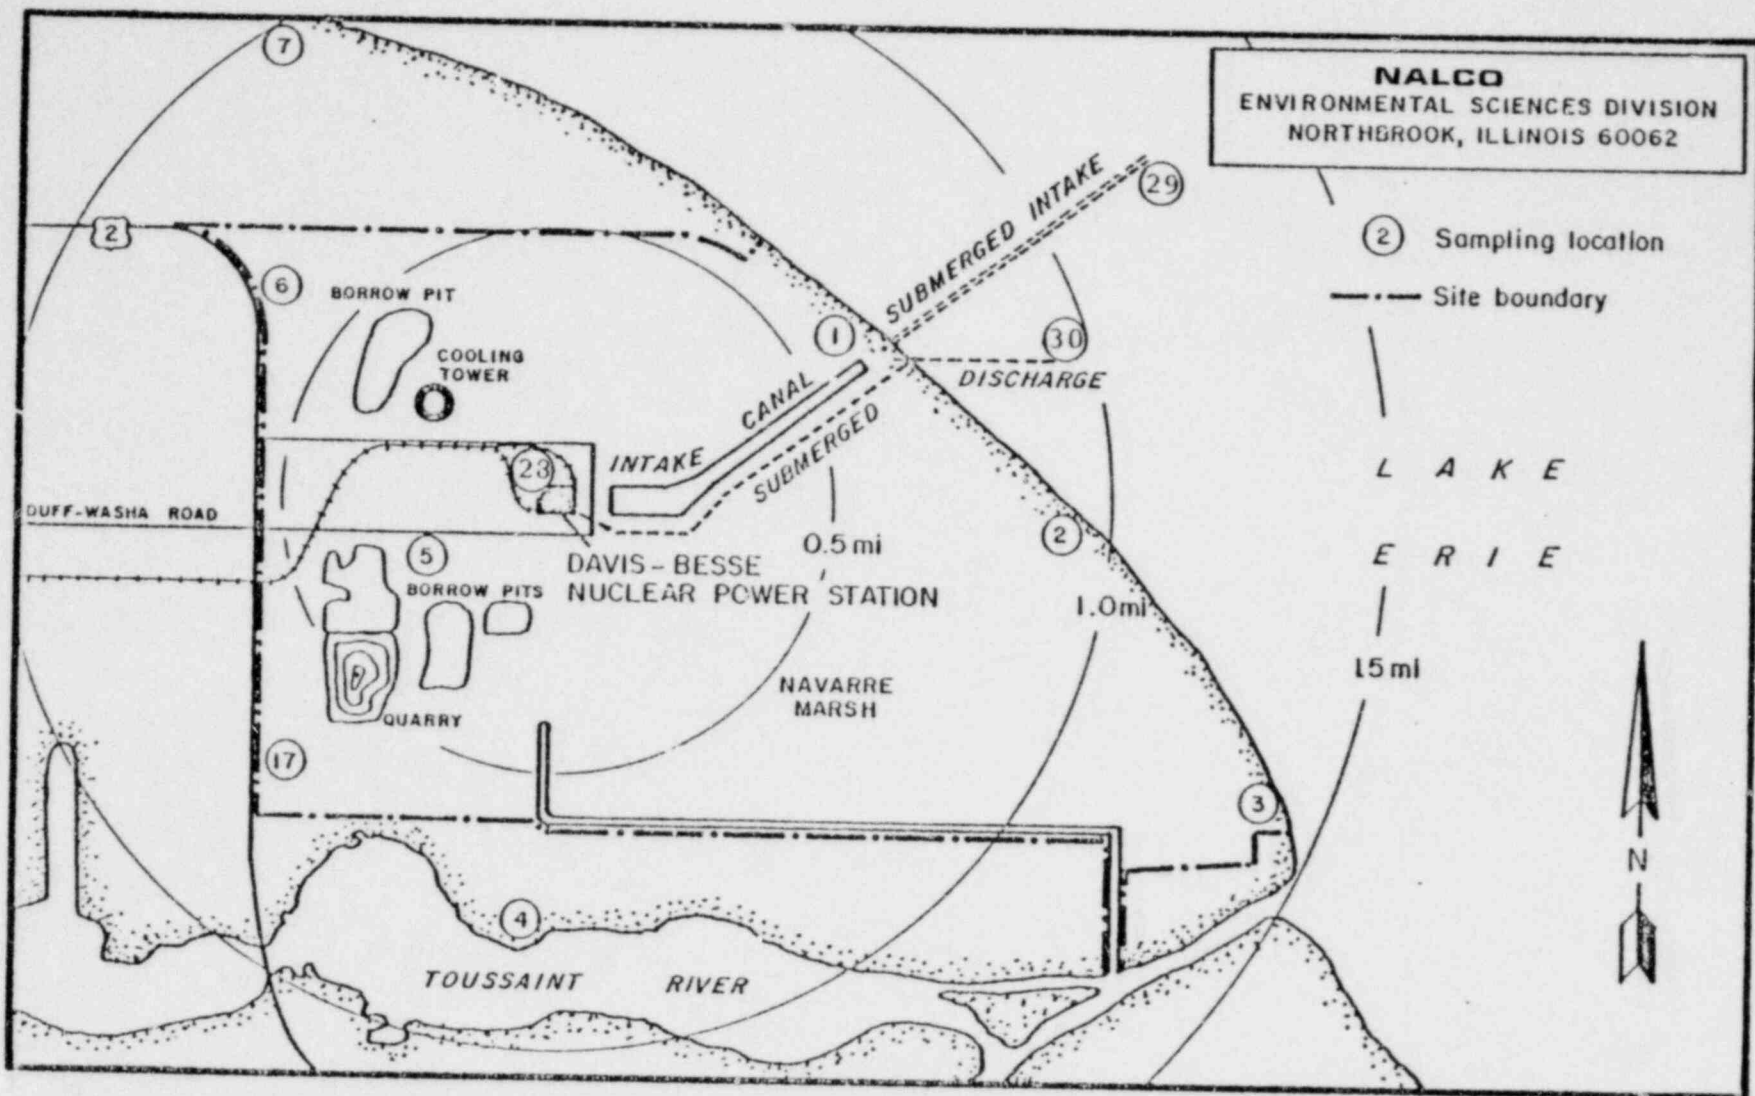 NALCO
ENVIRONMENTAL SCIENCES DIVISION
NORTHBROOK, ILLINOIS 60062
2 Sampling location
Site boundary
7
29
SUBMERGED INTAKE
2
6
BORROW PIT
1
30
COOLING
TOWER
DISCHARGE
CANAL
INTAKE
SUBMERGED
28
L A K E
DUFF-WASHA ROAD
5
0.5 mi
2
E R I E
DAVIS-BESSE
NUCLEAR POWER STATION
BORROW PITS
1.0 mi
1.5 mi
NAVARRE
MARSH
QUARRY
17
3
N
4
TOUSSAINT RIVER